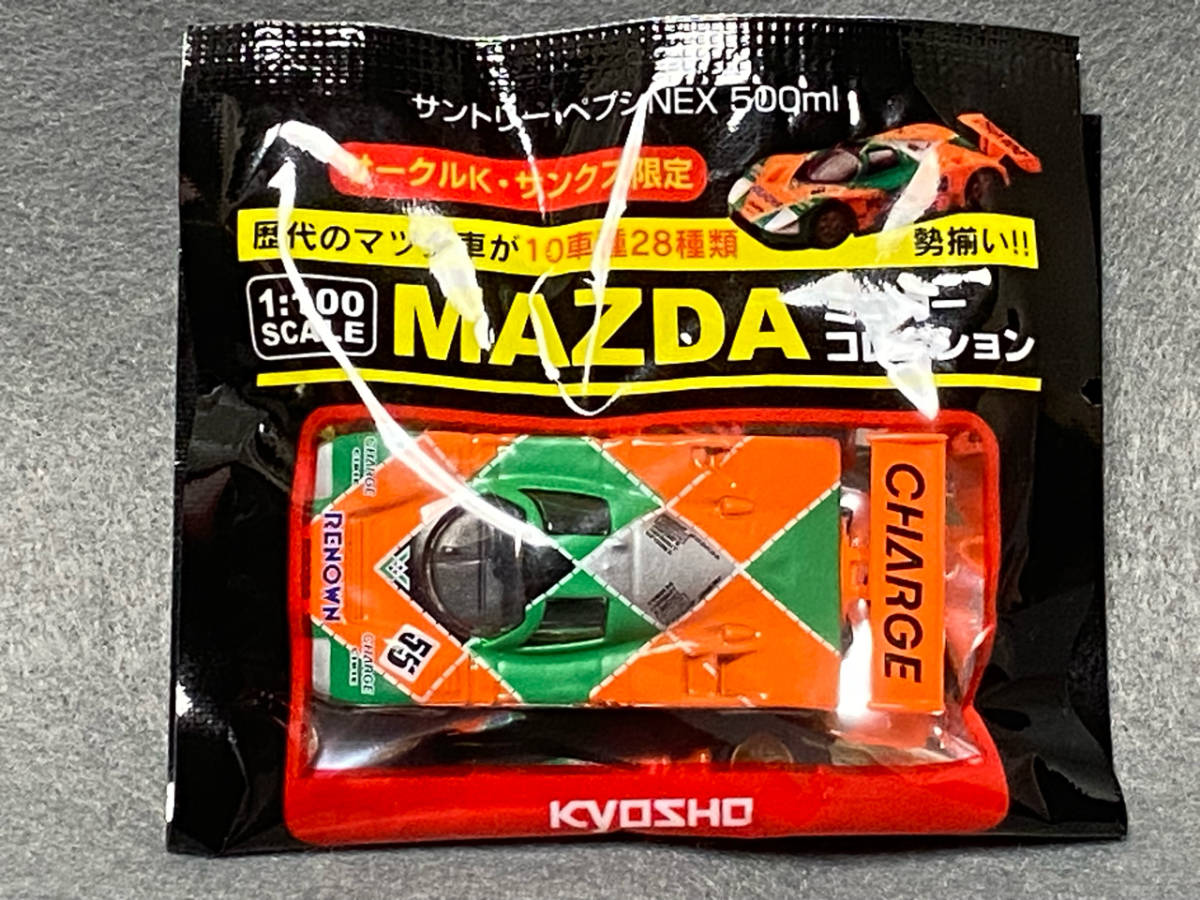 サントリー ペプシNEX 500ml
サークルK・サンクス限定
歴代のマツダ車が10車種28種類 勢揃い!!
1:100
SCALE
MAZDA
コレクション
CHARGE
RENOWN
CHARGE
55
CHARGE
KYOSHO